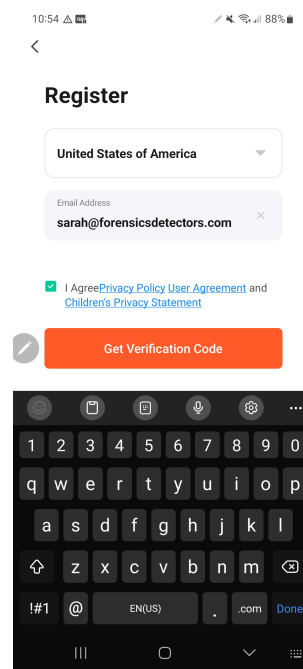 10:54
88%
Register
United States of America
Email Address
sarah@forensicsdetectors.com
I AgreePrivacy Policy User Agreement and
Children's Privacy Statement
Get Verification Code
1 2 3 4 5 6 7 8 9 0
q w e r t y u i o p
a s d f g h j k l
z x c v b n m
!#1 @ EN(US) . .com Done